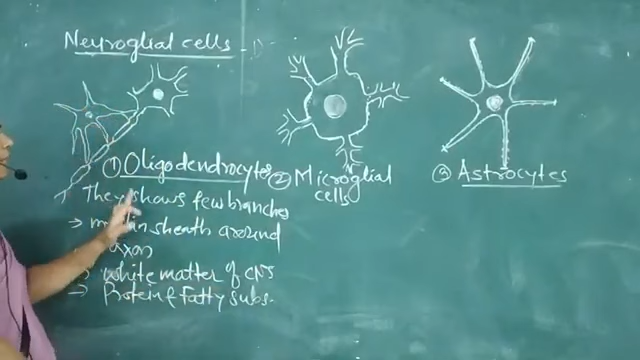 Neuroglial cells
① Oligodendrocytes
They shows few branches
→ sheath around
axon
→ white matter of CNS
→ Protein & Fatty subs.
② Microglial
cells
③ Astrocytes